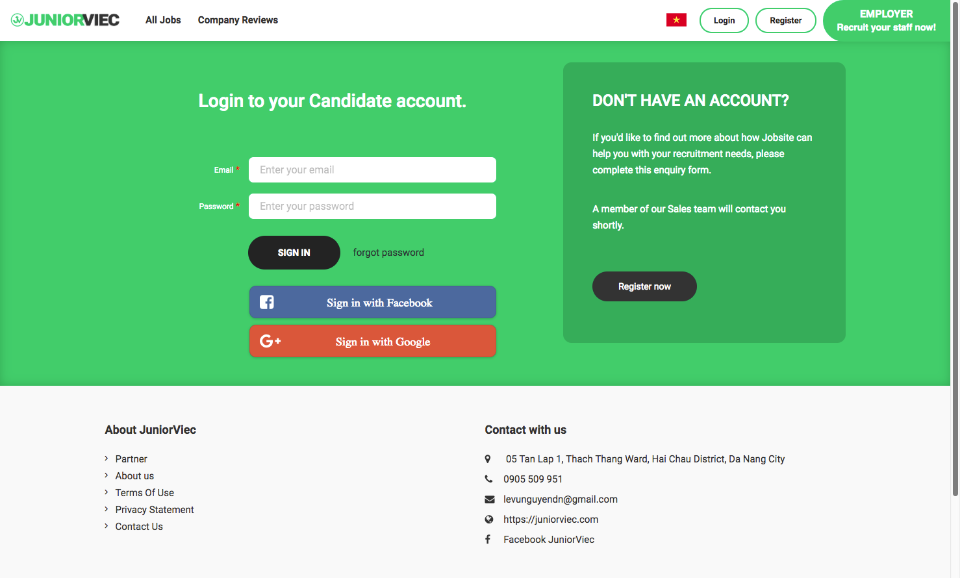 JUNIORVIEC
All Jobs
Company Reviews
Login
Register
EMPLOYER
Recruit your staff now!
Login to your Candidate account.
Email *
Enter your email
Password *
Enter your password
SIGN IN
forgot password
Sign in with Facebook
G+
Sign in with Google
DON'T HAVE AN ACCOUNT?
If you'd like to find out more about how Jobsite can
help you with your recruitment needs, please
complete this enquiry form.
A member of our Sales team will contact you
shortly.
Register now
About JuniorViec
Partner
About us
Terms Of Use
Privacy Statement
Contact Us
Contact with us
05 Tan Lap 1, Thach Thang Ward, Hai Chau District, Da Nang City
0905 509 951
levunguyendn@gmail.com
https://juniorviec.com
Facebook JuniorViec